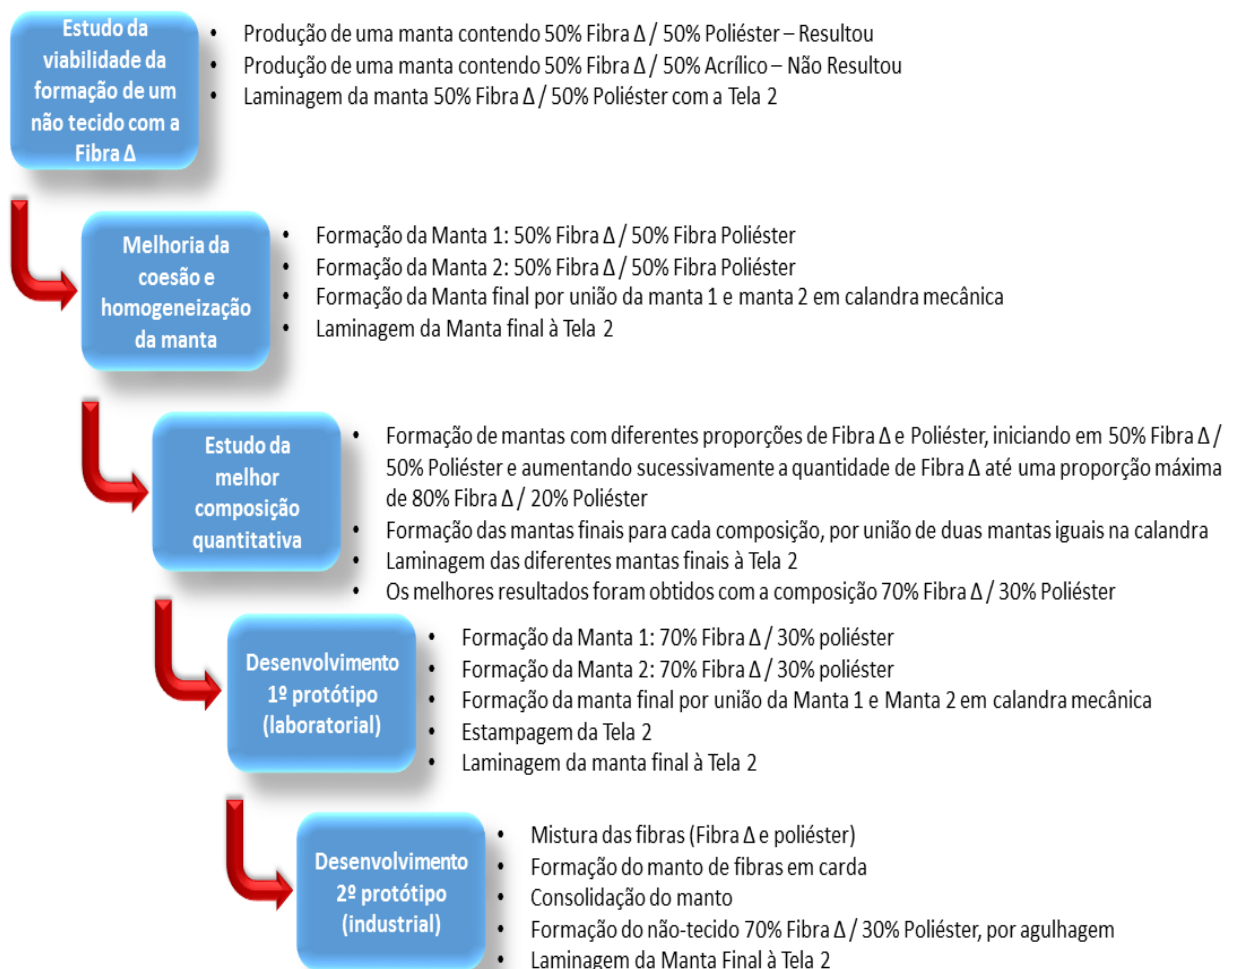 Estudo da
viabilidade da
formação de um
não tecido com a
Fibra Δ
• Produção de uma manta contendo 50% Fibra Δ / 50% Poliéster – Resultou
• Produção de uma manta contendo 50% Fibra Δ / 50% Acrílico – Não Resultou
• Laminagem da manta 50% Fibra Δ / 50% Poliéster com a Tela 2
Melhoria da
coesão e
homogeneização
da manta
• Formação da Manta 1: 50% Fibra Δ / 50% Fibra Poliéster
• Formação da Manta 2: 50% Fibra Δ / 50% Fibra Poliéster
• Formação da Manta final por união da manta 1 e manta 2 em calandra mecânica
• Laminagem da Manta final à Tela 2
Estudo da
melhor
composição
quantitativa
• Formação de mantas com diferentes proporções de Fibra Δ e Poliéster, iniciando em 50% Fibra Δ /
50% Poliéster e aumentando sucessivamente a quantidade de Fibra Δ até uma proporção máxima
de 80% Fibra Δ / 20% Poliéster
• Formação das mantas finais para cada composição, por união de duas mantas iguais na calandra
• Laminagem das diferentes mantas finais à Tela 2
• Os melhores resultados foram obtidos com a composição 70% Fibra Δ / 30% Poliéster
Desenvolvimento
1º protótipo
(laboratorial)
• Formação da Manta 1: 70% Fibra Δ / 30% poliéster
• Formação da Manta 2: 70% Fibra Δ / 30% poliéster
• Formação da manta final por união da Manta 1 e Manta 2 em calandra mecânica
• Estampagem da Tela 2
• Laminagem da manta final à Tela 2
Desenvolvimento
2º protótipo
(industrial)
• Mistura das fibras (Fibra Δ e poliéster)
• Formação do manto de fibras em carda
• Consolidação do manto
• Formação do não-tecido 70% Fibra Δ / 30% Poliéster, por agulhagem
• Laminagem da Manta Final à Tela 2